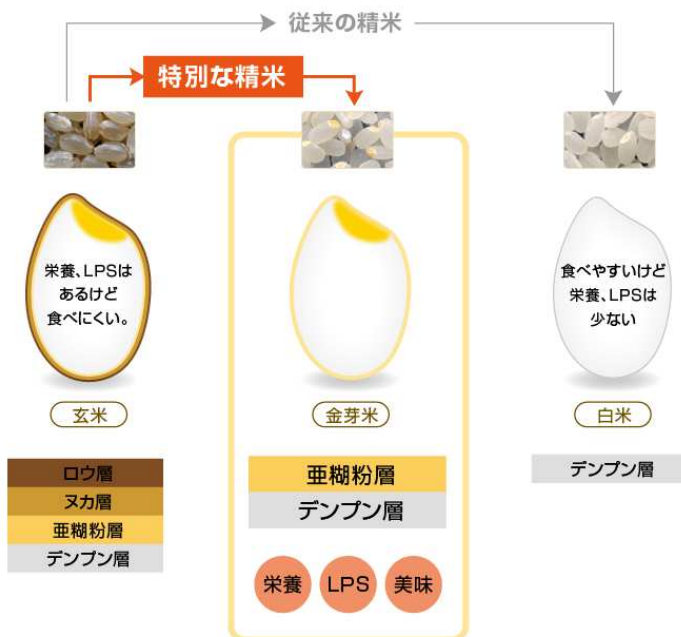 従来の精米
特別な精米
栄養、LPSは
あるけど
食べにくい。
食べやすいけど
栄養、LPSは
少ない
玄米
金芽米
白米
ロウ層
ヌカ層
亜糊粉層
デンプン層
亜糊粉層
デンプン層
デンプン層
栄養
LPS
美味